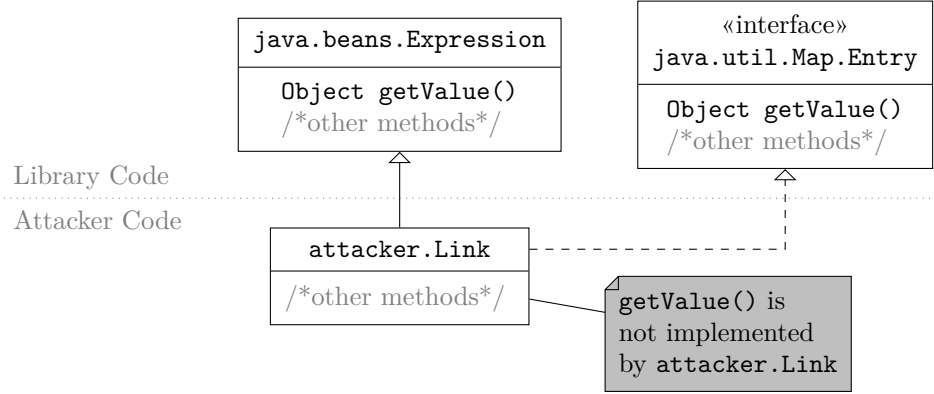 java.beans.Expression
Object getValue()
/*other methods*/
«interface»
java.util.Map.Entry
Object getValue()
/*other methods*/
Library Code
Attacker Code
attacker.Link
/*other methods*/
getValue() is
not implemented
by attacker.Link